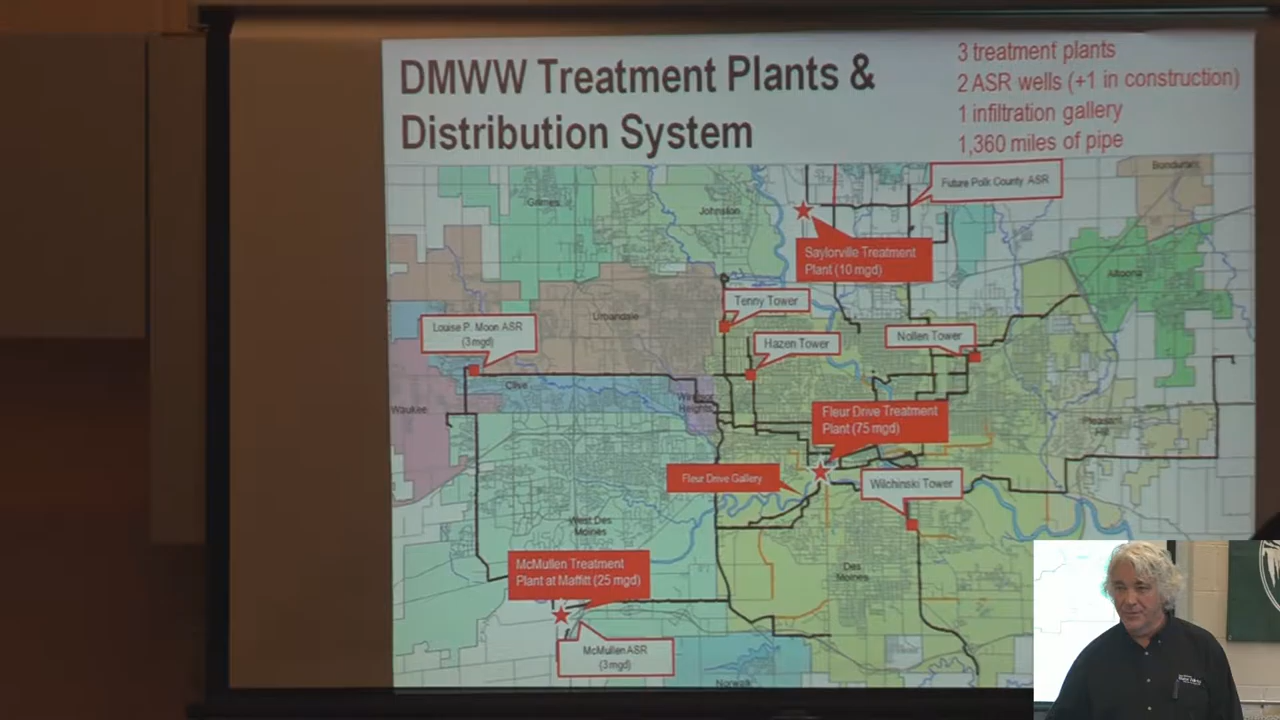 DMWW Treatment Plants &
Distribution System
3 treatment plants
2 ASR wells (+1 in construction)
1 infiltration gallery
1,360 miles of pipe
Bondurant
Future Polk County ASR
Grimes
Johnston
Saylorville Treatment
Plant (10 mgd)
Altoona
Tenny Tower
Urbandale
Louise P. Moon ASR
(3 mgd)
Hazen Tower
Nollen Tower
Clive
Windsor
Heights
Waukee
Fleur Drive Treatment
Plant (75 mgd)
Pleasant
Hill
Fleur Drive Gallery
Wilchinski Tower
West Des
Moines
McMullen Treatment
Plant at Maffitt (25 mgd)
Des
Moines
McMullen ASR
(3 mgd)
Norwalk